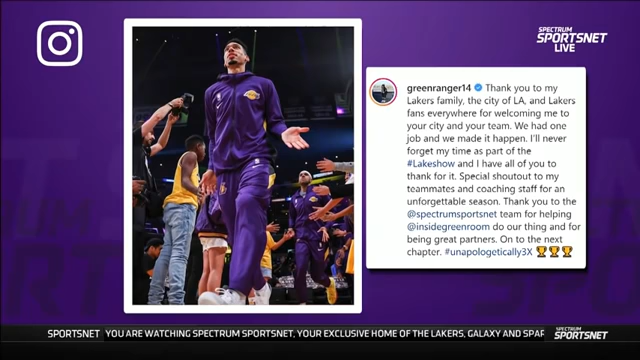 SPECTRUM
SPORTSNET
LIVE
greenranger14 Thank you to my
Lakers family, the city of LA, and Lakers
fans everywhere for welcoming me to
your city and your team. We had one
job and we made it happen. I'll never
forget my time as part of the
#Lakeshow and I have all of you to
thank for it. Special shoutout to my
teammates and coaching staff for an
unforgettable season. Thank you to the
@spectrumsportsnet team for helping
@insidegreenroom do our thing and for
being great partners. On to the next
chapter. #unapologetically3X 🏆🏆🏆
SPORTSNET YOU ARE WATCHING SPECTRUM SPORTSNET, YOUR EXCLUSIVE HOME OF THE LAKERS, GALAXY AND SPAR SPECTRUM SPORTSNET